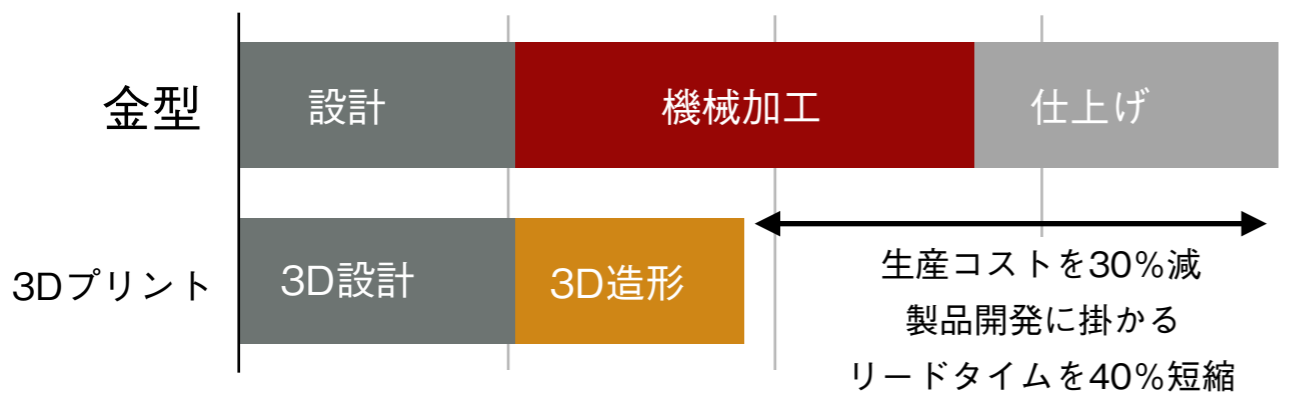 金型
設計
機械加工
仕上げ
3Dプリント
3D設計
3D造形
生産コストを30%減
製品開発に掛かる
リードタイムを40%短縮